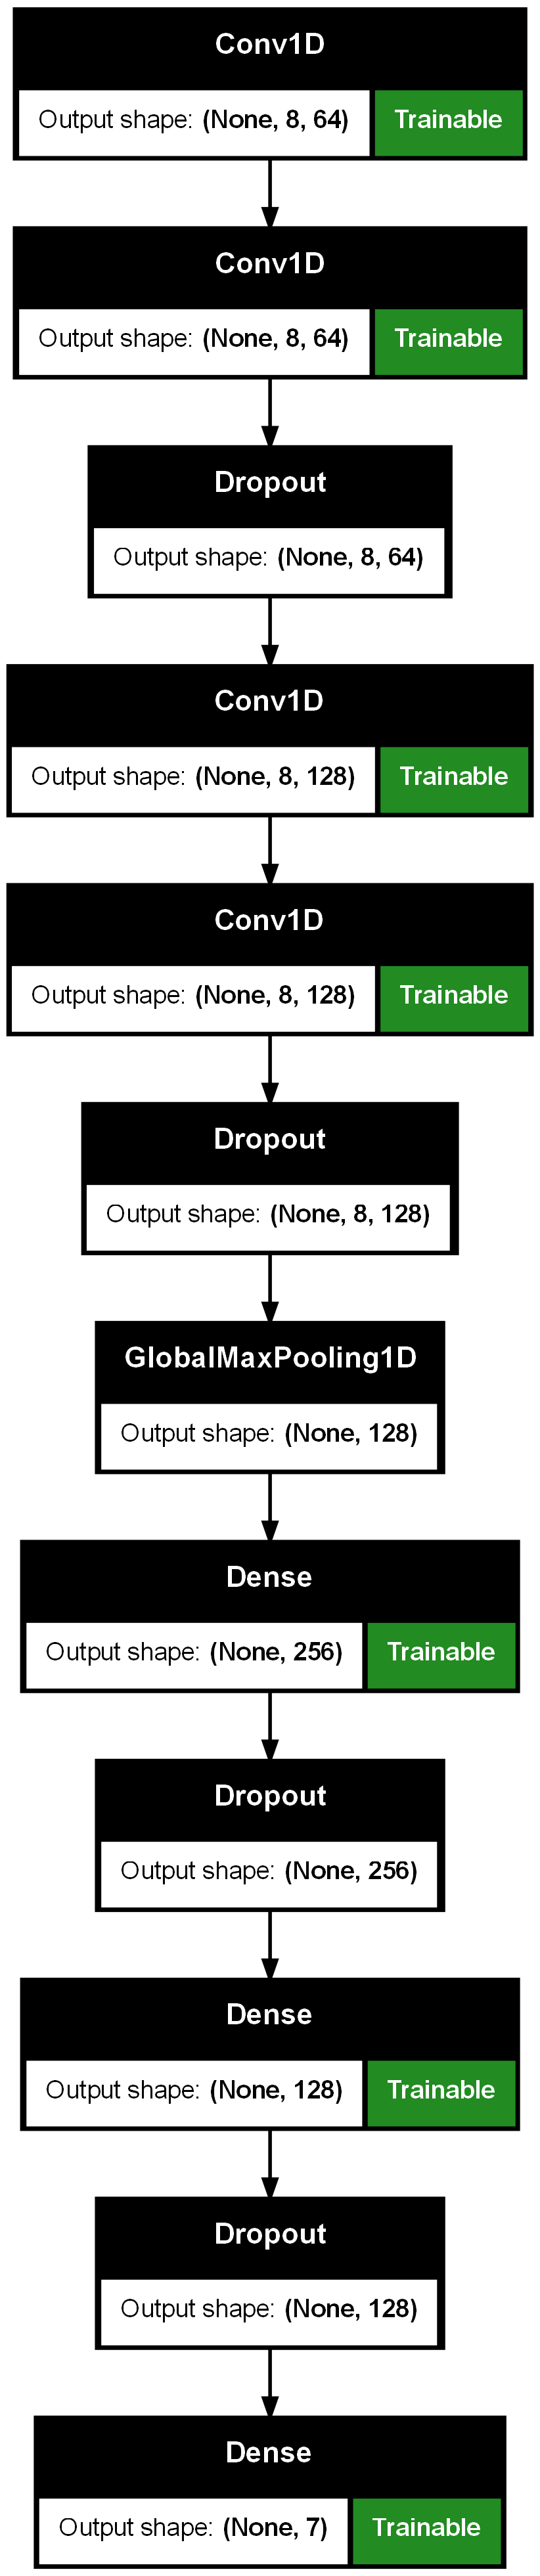 Conv1D
Output shape: (None, 8, 64) Trainable
Conv1D
Output shape: (None, 8, 64) Trainable
Dropout
Output shape: (None, 8, 64)
Conv1D
Output shape: (None, 8, 128) Trainable
Conv1D
Output shape: (None, 8, 128) Trainable
Dropout
Output shape: (None, 8, 128)
GlobalMaxPooling1D
Output shape: (None, 128)
Dense
Output shape: (None, 256) Trainable
Dropout
Output shape: (None, 256)
Dense
Output shape: (None, 128) Trainable
Dropout
Output shape: (None, 128)
Dense
Output shape: (None, 7) Trainable